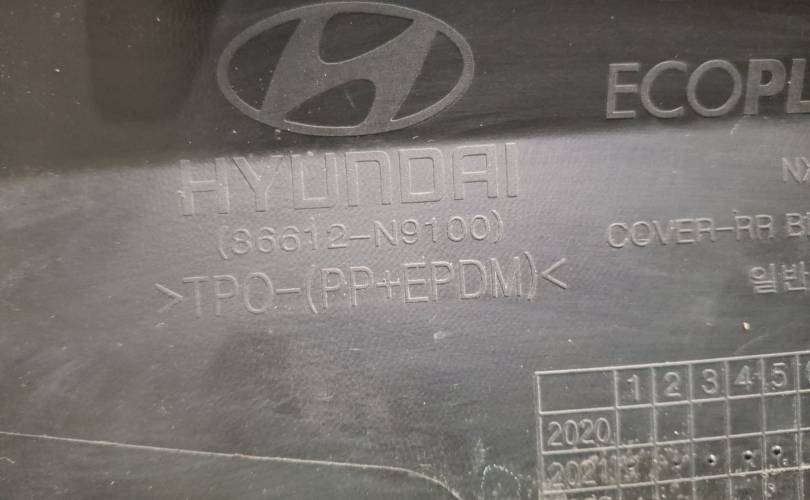 ECOPL
HYUNDAI
NX
(86612-N9100)
COVER-RR B
>TPO-(PP+EPDM)<
일반
1 2 3 4 5
2020
2021